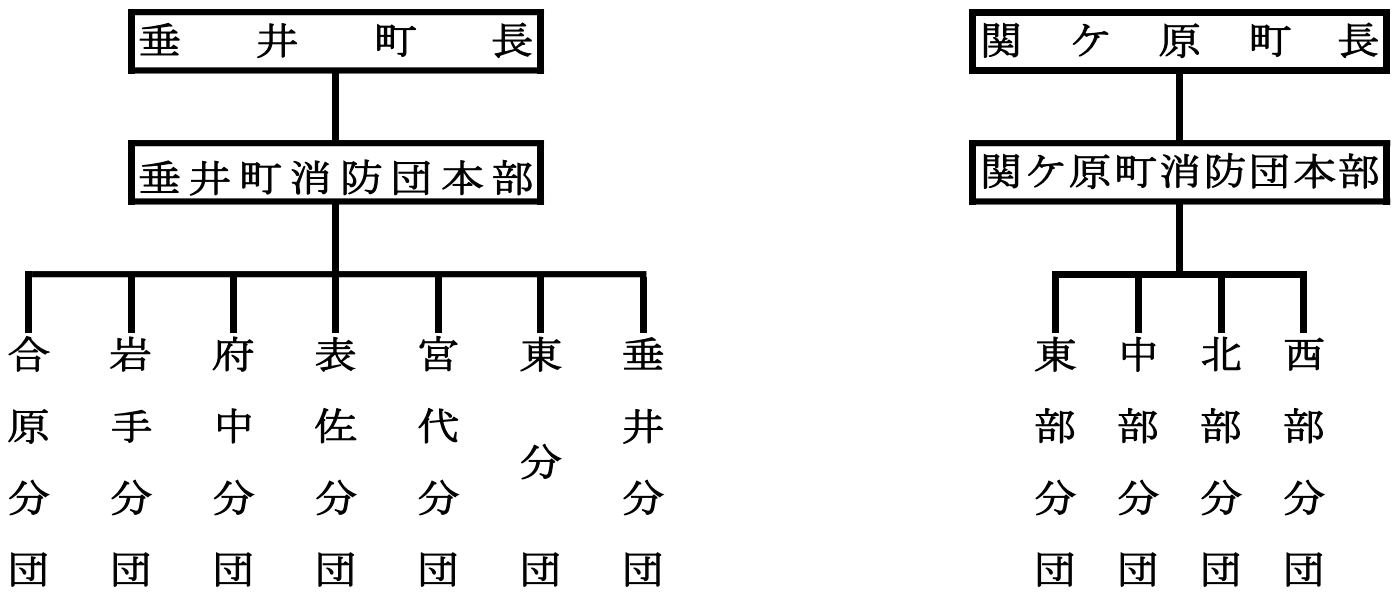 垂井町長
関ケ原町長
垂井町消防団本部
関ケ原町消防団本部
合原分団
岩手分団
府中分団
表佐分団
宮代分団
東分団
垂井分団
東部分団
中部分団
北部分団
西部分団